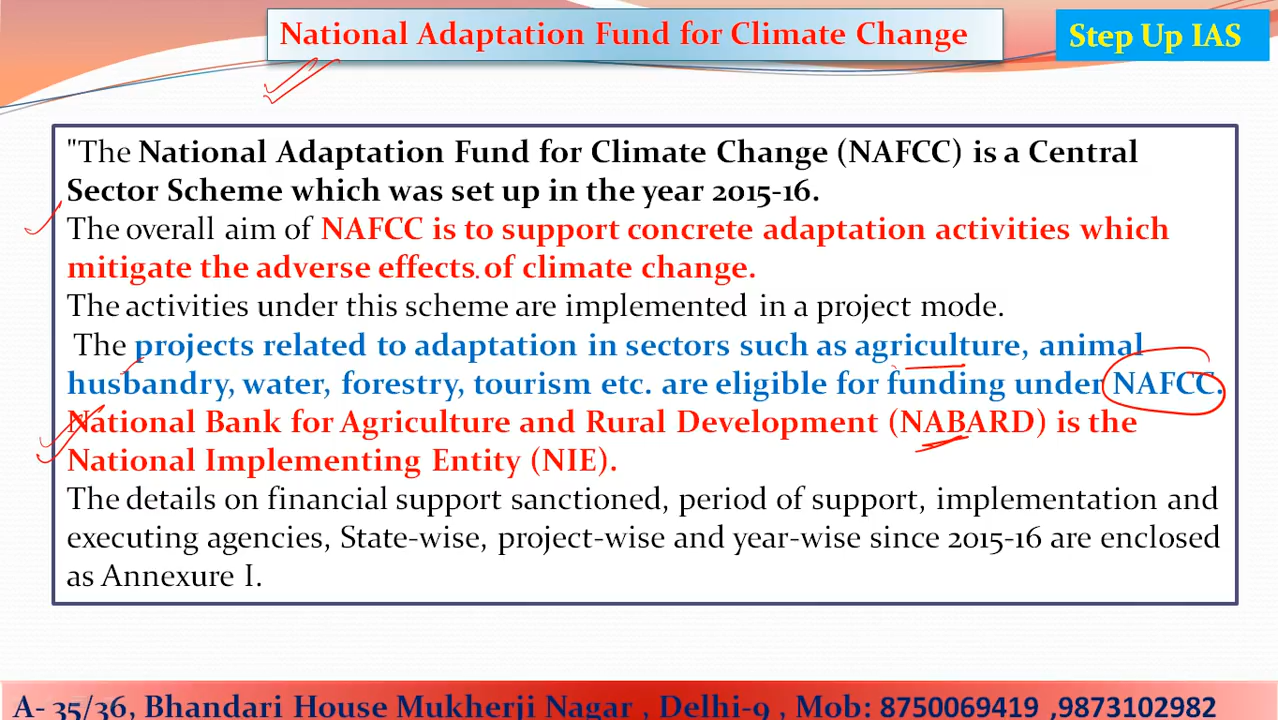 National Adaptation Fund for Climate Change
Step Up IAS
"The National Adaptation Fund for Climate Change (NAFCC) is a Central
Sector Scheme which was set up in the year 2015-16.
The overall aim of NAFCC is to support concrete adaptation activities which
mitigate the adverse effects of climate change.
The activities under this scheme are implemented in a project mode.
The projects related to adaptation in sectors such as agriculture, animal
husbandry, water, forestry, tourism etc. are eligible for funding under NAFCC.
National Bank for Agriculture and Rural Development (NABARD) is the
National Implementing Entity (NIE).
The details on financial support sanctioned, period of support, implementation and
executing agencies, State-wise, project-wise and year-wise since 2015-16 are enclosed
as Annexure I.
A- 35/36, Bhandari House Mukherji Nagar , Delhi-9 , Mob: 8750069419 ,9873102982